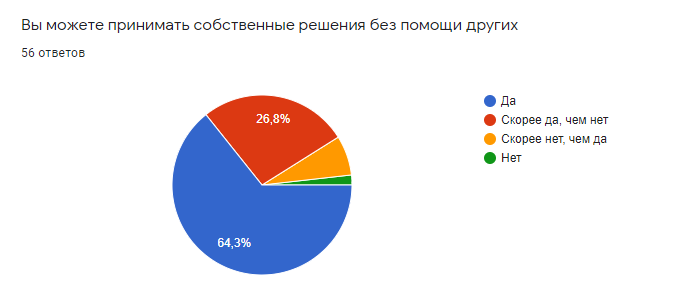 Вы можете принимать собственные решения без помощи других
56 ответов
26,8%
64,3%
Да
Скорее да, чем нет
Скорее нет, чем да
Нет